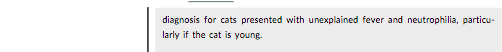 diagnosis for cats presented with unexplained fever and neutrophilia, particu-
larly if the cat is young.